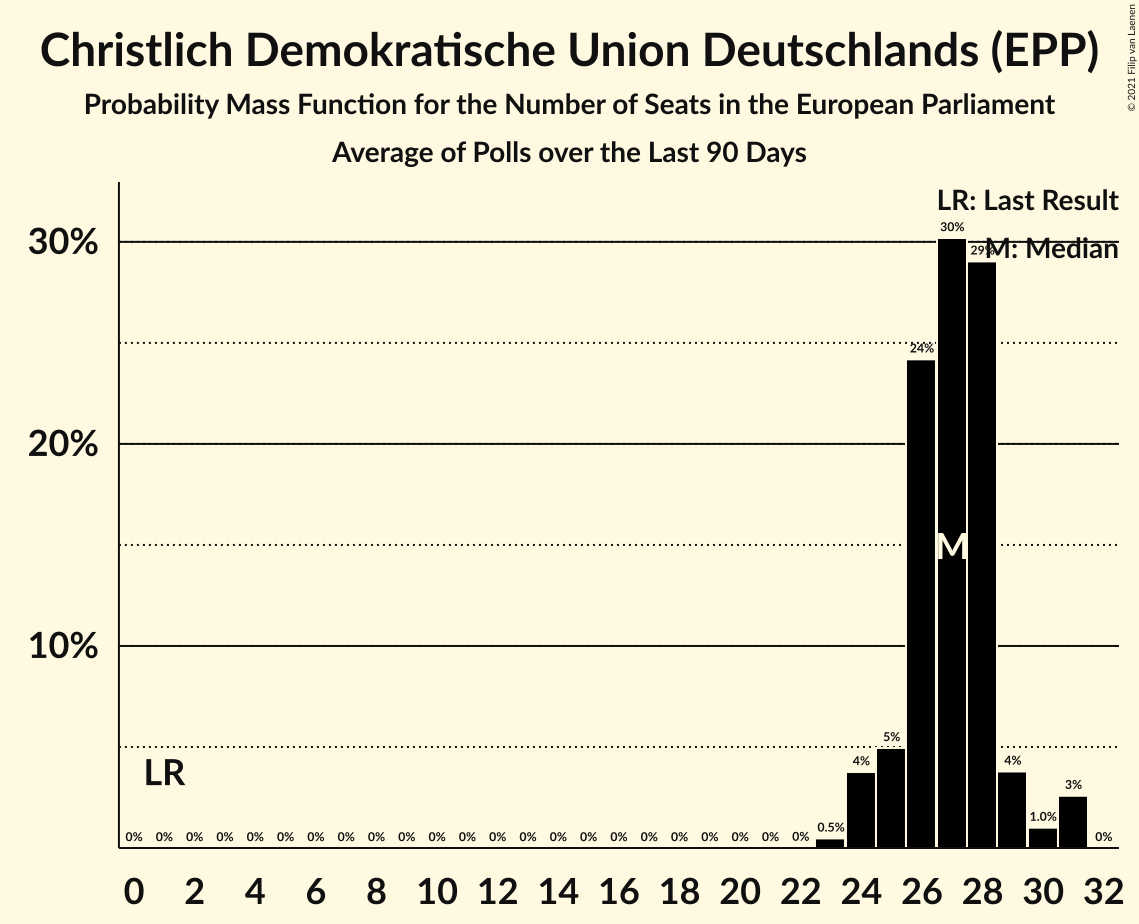 Christlich Demokratische Union Deutschlands (EPP)
Probability Mass Function for the Number of Seats in the European Parliament
Average of Polls over the Last 90 Days
© 2021 Filip van Laenen
LR: Last Result
M: Median
30%
20%
10%
30%
29%
24%
M
5%
4%
4%
3%
LR
0% 0% 0% 0% 0% 0% 0% 0% 0% 0% 0% 0% 0% 0% 0% 0% 0% 0% 0% 0% 0% 0% 0% 0.5% 1.0% 0%
0 2 4 6 8 10 12 14 16 18 20 22 24 26 28 30 32